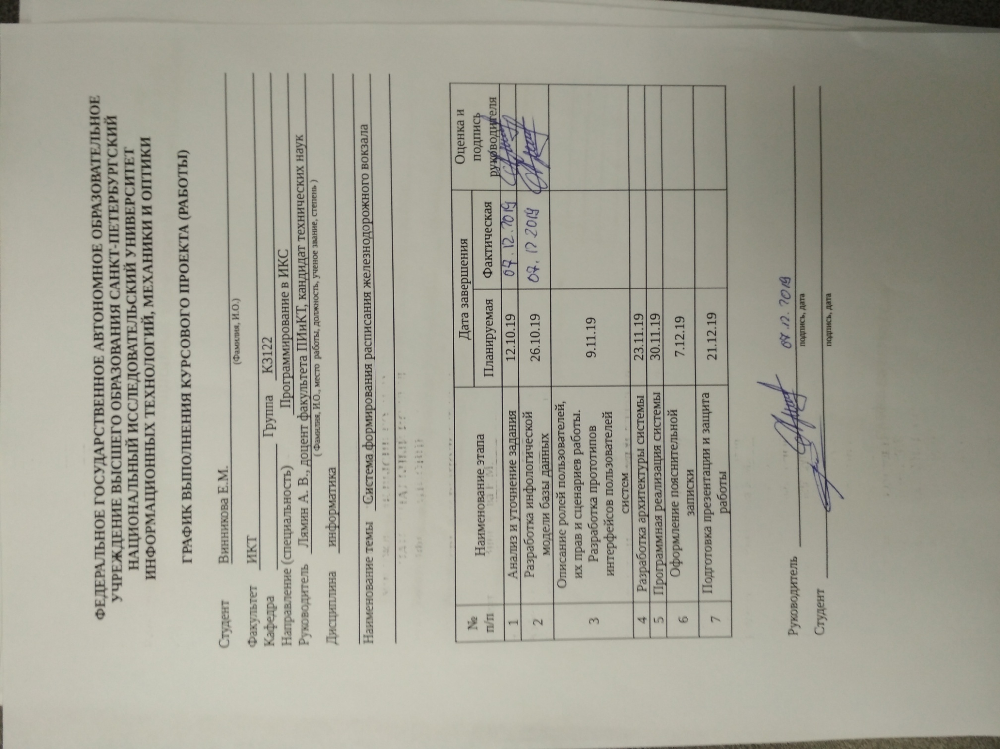 ФЕДЕРАЛЬНОЕ ГОСУДАРСТВЕННОЕ АВТОНОМНОЕ ОБРАЗОВАТЕЛЬНОЕ
УЧРЕЖДЕНИЕ ВЫСШЕГО ОБРАЗОВАНИЯ САНКТ-ПЕТЕРБУРГСКИЙ
НАЦИОНАЛЬНЫЙ ИССЛЕДОВАТЕЛЬСКИЙ УНИВЕРСИТЕТ
ИНФОРМАЦИОННЫХ ТЕХНОЛОГИЙ, МЕХАНИКИ И ОПТИКИ
ГРАФИК ВЫПОЛНЕНИЯ КУРСОВОГО ПРОЕКТА (РАБОТЫ)
Студент Винникова Е.М.
(Фамилия, И.О.)
Факультет ИКТ
Кафедра Группа К3122
Направление (специальность) Программирование в ИКС
Руководитель Лямин А. В., доцент факультета ПИиКТ, кандидат технических наук
( Фамилия, И.О., место работы, должность, ученое звание, степень )
Дисциплина информатика
Наименование темы Система формирования расписания железнодорожного вокзала
№ п/п Наименование этапа Дата завершения Оценка и подпись руководителя
Планируемая Фактическая
1 Анализ и уточнение задания 12.10.19 07.12.2019
2 Разработка инфологической 26.10.19 07.12.2019
модели базы данных
3 Описание ролей пользователей, 9.11.19
их прав и сценариев работы.
Разработка прототипов
интерфейсов пользователей
систем
4 Разработка архитектуры системы 23.11.19
5 Программная реализация системы 30.11.19
6 Оформление пояснительной 7.12.19
записки
7 Подготовка презентации и защита 21.12.19
работы
Руководитель 07.12.2019
подпись, дата
Студент
подпись, дата